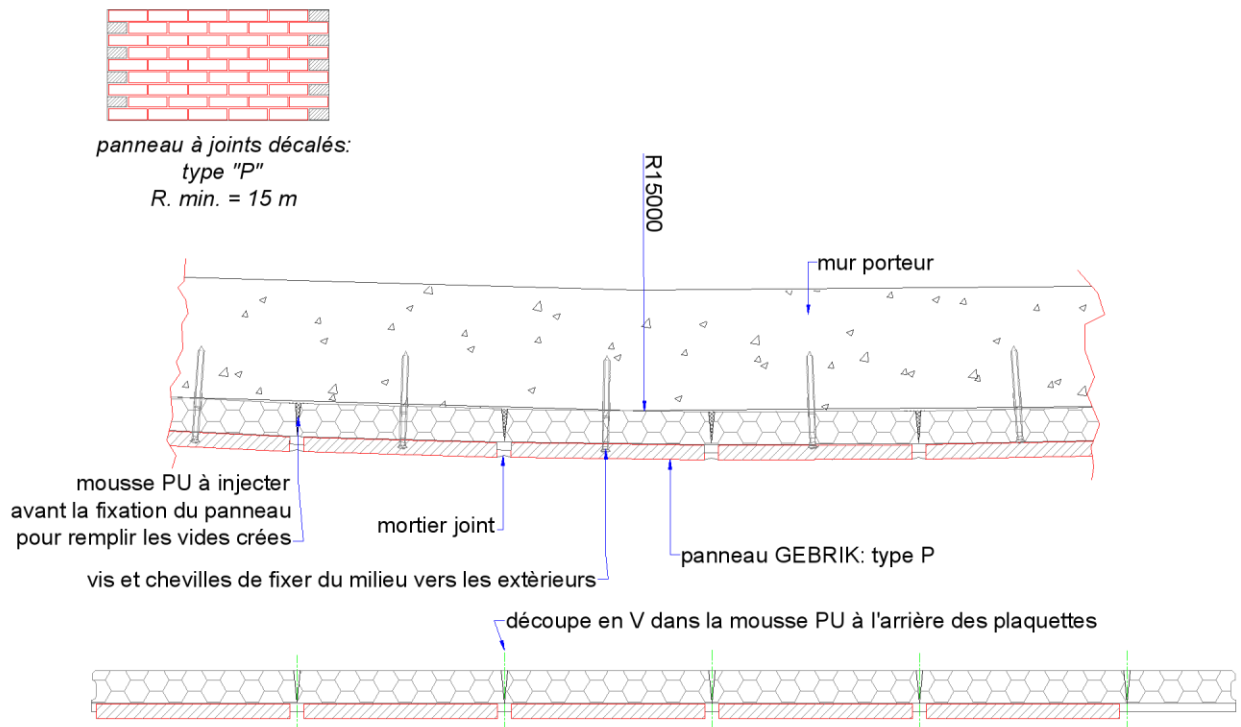 panneau à joints décalés:
type "P"
R. min. = 15 m
R15000
mur porteur
mousse PU à injecter
avant la fixation du panneau
pour remplir les vides crées
mortier joint
panneau GEBRIK: type P
vis et chevilles de fixer du milieu vers les extèrieurs
découpe en V dans la mousse PU à l'arrière des plaquettes